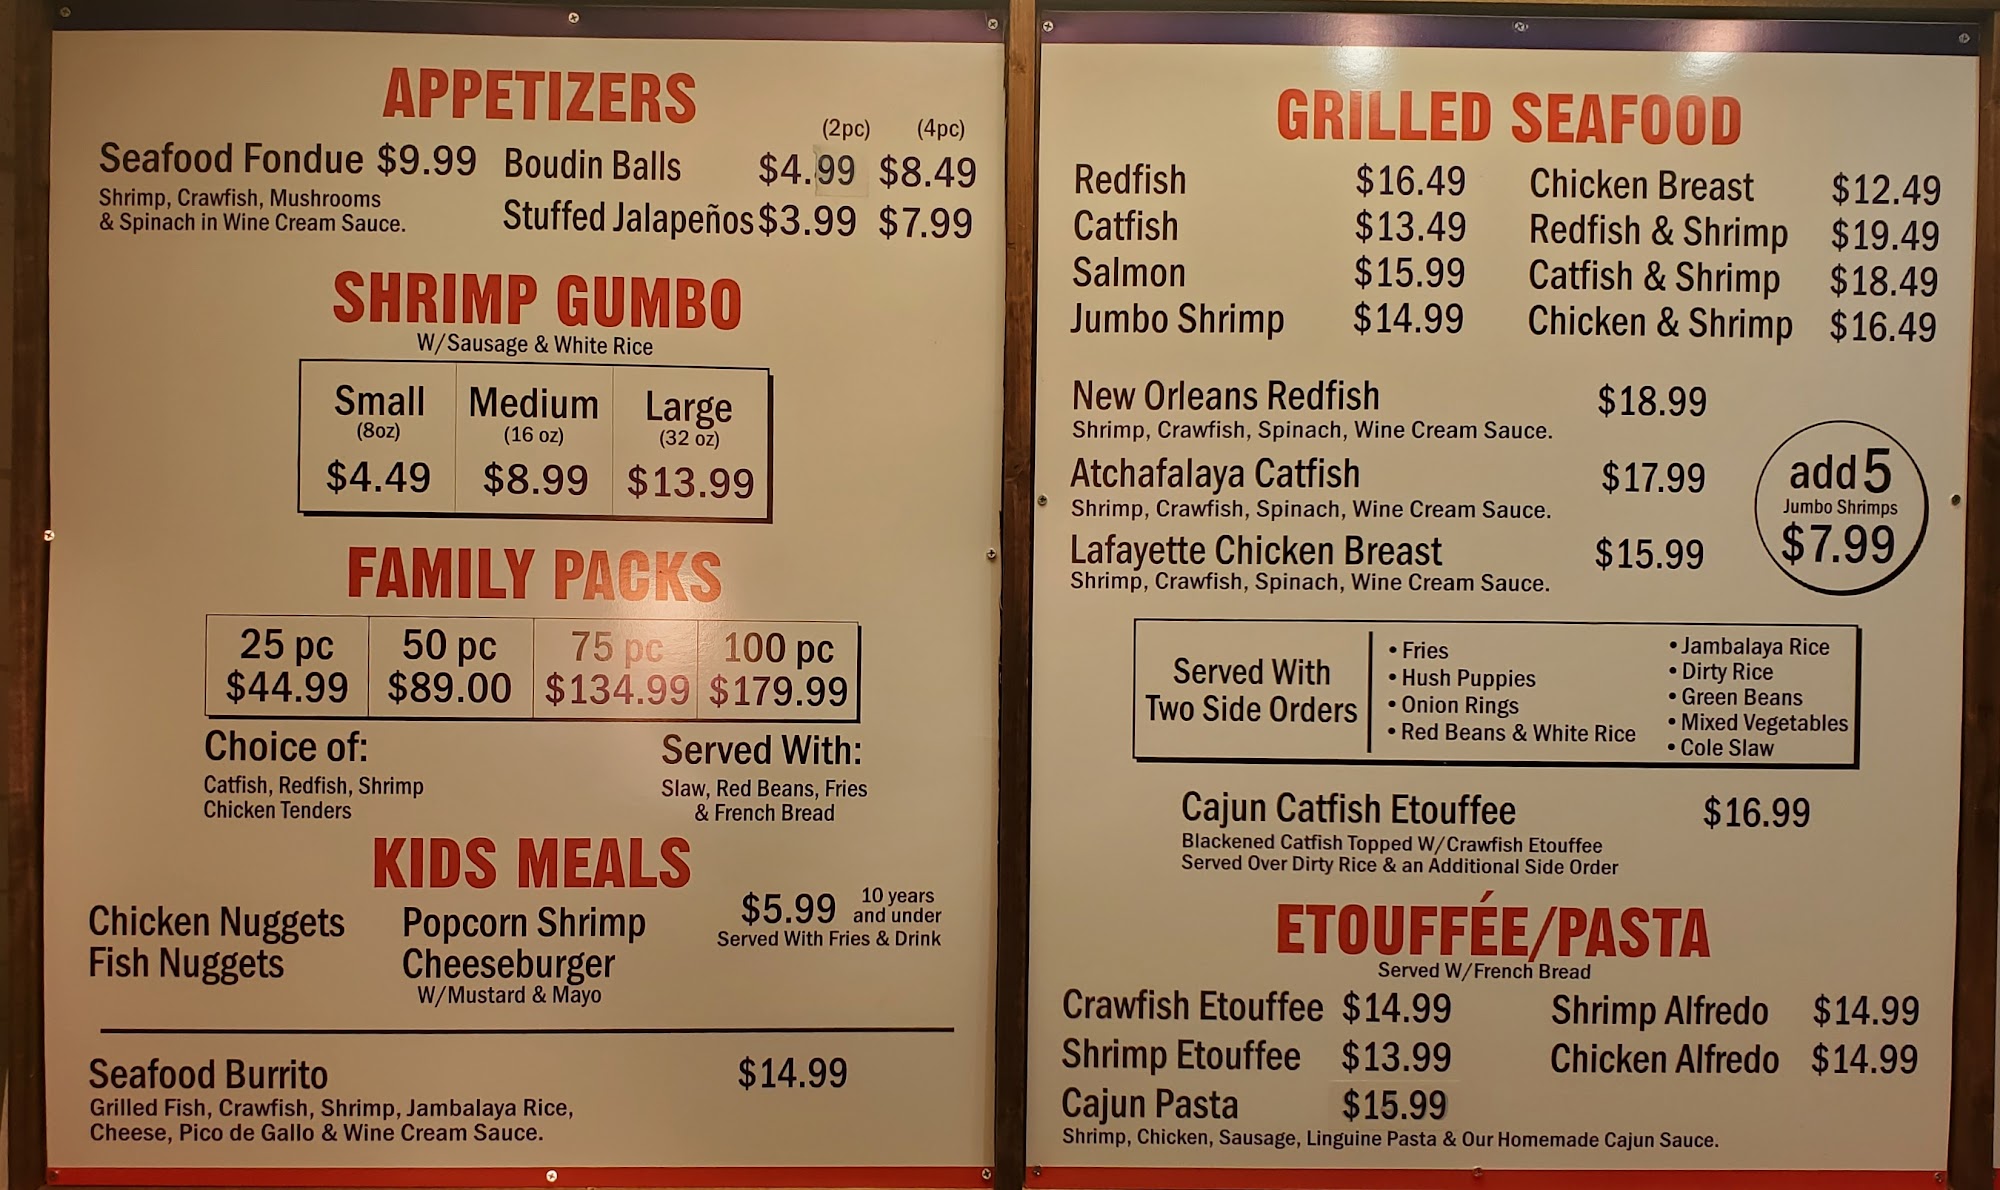 APPETIZERS
(2pc) (4pc)
Seafood Fondue $9.99
Shrimp, Crawfish, Mushrooms
& Spinach in Wine Cream Sauce.
Boudin Balls $4.99 $8.49
Stuffed Jalapeños $3.99 $7.99
SHRIMP GUMBO
W/Sausage & White Rice
Small Medium Large
(8oz) (16 oz) (32 oz)
$4.49 $8.99 $13.99
FAMILY PACKS
25 pc 50 pc 75 pc 100 pc
$44.99 $89.00 $134.99 $179.99
Choice of:
Catfish, Redfish, Shrimp
Chicken Tenders
Served With:
Slaw, Red Beans, Fries
& French Bread
KIDS MEALS
Chicken Nuggets
Fish Nuggets
Popcorn Shrimp
Cheeseburger
W/Mustard & Mayo
$5.99 10 years
and under
Served With Fries & Drink
Seafood Burrito $14.99
Grilled Fish, Crawfish, Shrimp, Jambalaya Rice,
Cheese, Pico de Gallo & Wine Cream Sauce.
GRILLED SEAFOOD
Redfish $16.49
Catfish $13.49
Salmon $15.99
Jumbo Shrimp $14.99
Chicken Breast $12.49
Redfish & Shrimp $19.49
Catfish & Shrimp $18.49
Chicken & Shrimp $16.49
New Orleans Redfish $18.99
Shrimp, Crawfish, Spinach, Wine Cream Sauce.
Atchafalaya Catfish $17.99
Shrimp, Crawfish, Spinach, Wine Cream Sauce.
Lafayette Chicken Breast $15.99
Shrimp, Crawfish, Spinach, Wine Cream Sauce.
add 5
Jumbo Shrimps
$7.99
Served With
Two Side Orders
• Fries
• Hush Puppies
• Onion Rings
• Red Beans & White Rice
• Jambalaya Rice
• Dirty Rice
• Green Beans
• Mixed Vegetables
• Cole Slaw
Cajun Catfish Etouffee $16.99
Blackened Catfish Topped W/Crawfish Etouffee
Served Over Dirty Rice & an Additional Side Order
ETOUFFÉE/PASTA
Served W/French Bread
Crawfish Etouffee $14.99
Shrimp Etouffee $13.99
Cajun Pasta $15.99
Shrimp, Chicken, Sausage, Linguine Pasta & Our Homemade Cajun Sauce.
Shrimp Alfredo $14.99
Chicken Alfredo $14.99